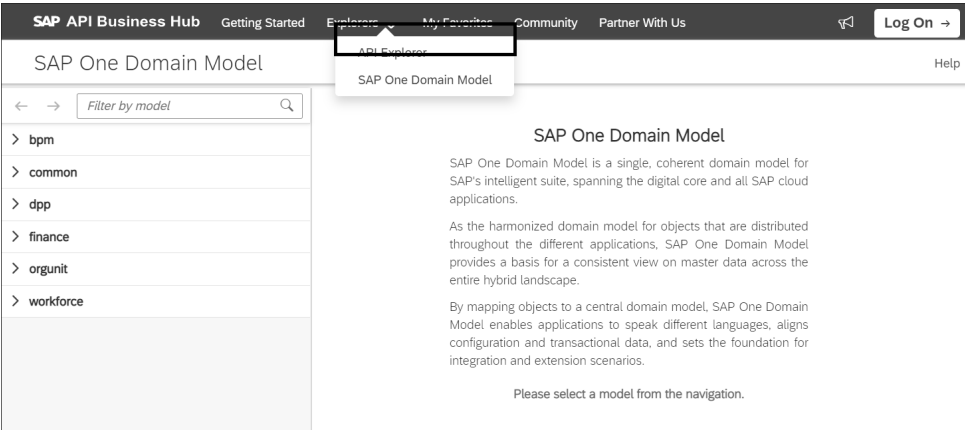 SAP API Business Hub Getting Started Explorers My Favorites Community Partner With Us Log On →
SAP One Domain Model
API Explorer
SAP One Domain Model
Help
← → Filter by model
bpm
common
dpp
finance
orgunit
workforce
SAP One Domain Model
SAP One Domain Model is a single, coherent domain model for
SAP's intelligent suite, spanning the digital core and all SAP cloud
applications.
As the harmonized domain model for objects that are distributed
throughout the different applications, SAP One Domain Model
provides a basis for a consistent view on master data across the
entire hybrid landscape.
By mapping objects to a central domain model, SAP One Domain
Model enables applications to speak different languages, aligns
configuration and transactional data, and sets the foundation for
integration and extension scenarios.
Please select a model from the navigation.